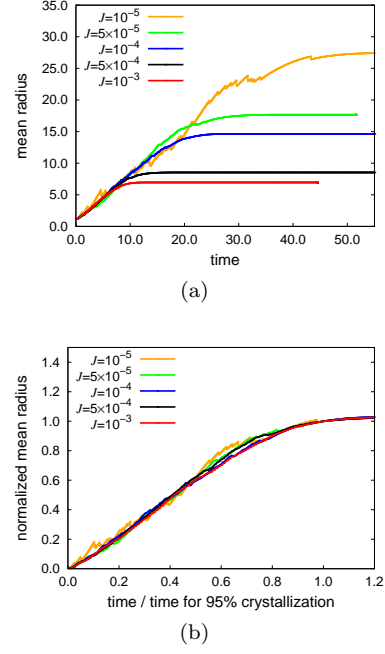 J=10⁻⁵
J=5×10⁻⁵
J=10⁻⁴
J=5×10⁻⁴
J=10⁻³
35.0
30.0
25.0
20.0
15.0
10.0
5.0
0.0
mean radius
0.0 10.0 20.0 30.0 40.0 50.0
time
(a)
J=10⁻⁵
J=5×10⁻⁵
J=10⁻⁴
J=5×10⁻⁴
J=10⁻³
1.4
1.2
1.0
0.8
0.6
0.4
0.2
0.0
normalized mean radius
0.0 0.2 0.4 0.6 0.8 1.0 1.2
time / time for 95% crystallization
(b)